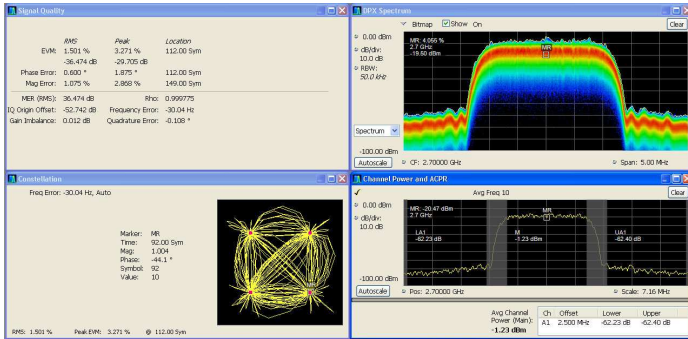 Signal Quality
RMS Peak Location
EVM: 1.501 % 3.271 % 112.00 Sym
-36.474 dB -29.705 dB
Phase Error: 0.600 ° 1.875 ° 112.00 Sym
Mag Error: 1.075 % 2.868 % 149.00 Sym
MER (RMS): 36.474 dB Rho: 0.999775
IQ Origin Offset: -52.742 dB Frequency Error: -30.04 Hz
Gain Imbalance: 0.012 dB Quadrature Error: -0.108 °
DPX Spectrum
Bitmap Show On Clear
0.00 dBm
dB/div:
10.0 dB
RBW:
50.0 kHz
MR: 4.055 %
2.7 GHz
-19.60 dBm
MR
Spectrum
-100.00 dBm
Autoscale CF: 2.70000 GHz Span: 5.00 MHz
Constellation
Freq Error: -30.04 Hz, Auto
Marker: MR
Time: 92.00 Sym
Mag: 1.004
Phase: -44.1 °
Symbol: 92
Value: 10
MR
RMS: 1.501 % Peak EVM: 3.271 % @ 112.00 Sym
Channel Power and ACPR
Avg Freq 10 Clear
0.00 dBm
dB/div:
10.0 dB
MR: -20.47 dBm
2.7 GHz
MR
LA1 M UA1
-62.23 dB -1.23 dBm -62.40 dB
-100.00 dBm
Autoscale Pos: 2.70000 GHz Scale: 7.16 MHz
Avg Channel
Power (Main):
-1.23 dBm
Ch Offset Lower Upper
A1 2.500 MHz -62.23 dB -62.40 dB